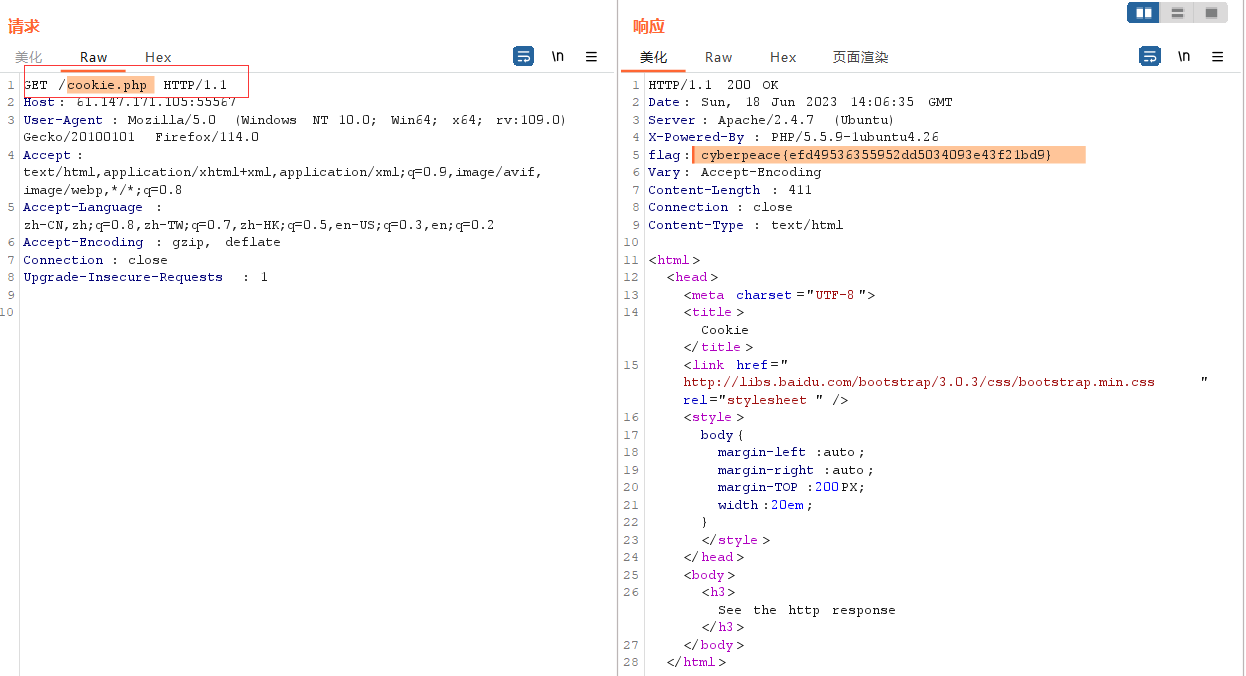 请求
美化 Raw Hex
\n
1 GET /cookie.php HTTP/1.1
2 Host: 61.147.171.105:55567
3 User-Agent : Mozilla/5.0 (Windows NT 10.0; Win64; x64; rv:109.0)
Gecko/20100101 Firefox/114.0
4 Accept :
text/html,application/xhtml+xml,application/xml;q=0.9,image/avif,
image/webp,*/*;q=0.8
5 Accept-Language :
zh-CN,zh;q=0.8,zh-TW;q=0.7,zh-HK;q=0.5,en-US;q=0.3,en;q=0.2
6 Accept-Encoding : gzip, deflate
7 Connection : close
8 Upgrade-Insecure-Requests : 1
9
10
响应
美化 Raw Hex 页面渲染
\n
1 HTTP/1.1 200 OK
2 Date: Sun, 18 Jun 2023 14:06:35 GMT
3 Server : Apache/2.4.7 (Ubuntu)
4 X-Powered-By : PHP/5.5.9-1ubuntu4.26
5 flag: cyberpeace{efd49536355952dd5034093e43f21bd9}
6 Vary: Accept-Encoding
7 Content-Length : 411
8 Connection : close
9 Content-Type : text/html
10
11 <html>
12 <head>
13 <meta charset="UTF-8">
14 <title>
Cookie
</title>
15 <link href="
http://libs.baidu.com/bootstrap/3.0.3/css/bootstrap.min.css "
rel="stylesheet " />
16 <style>
17 body{
18 margin-left :auto;
19 margin-right :auto;
20 margin-TOP :200PX;
21 width:20em;
22 }
23 </style>
24 </head>
25 <body>
26 <h3>
See the http response
</h3>
27 </body>
28 </html>